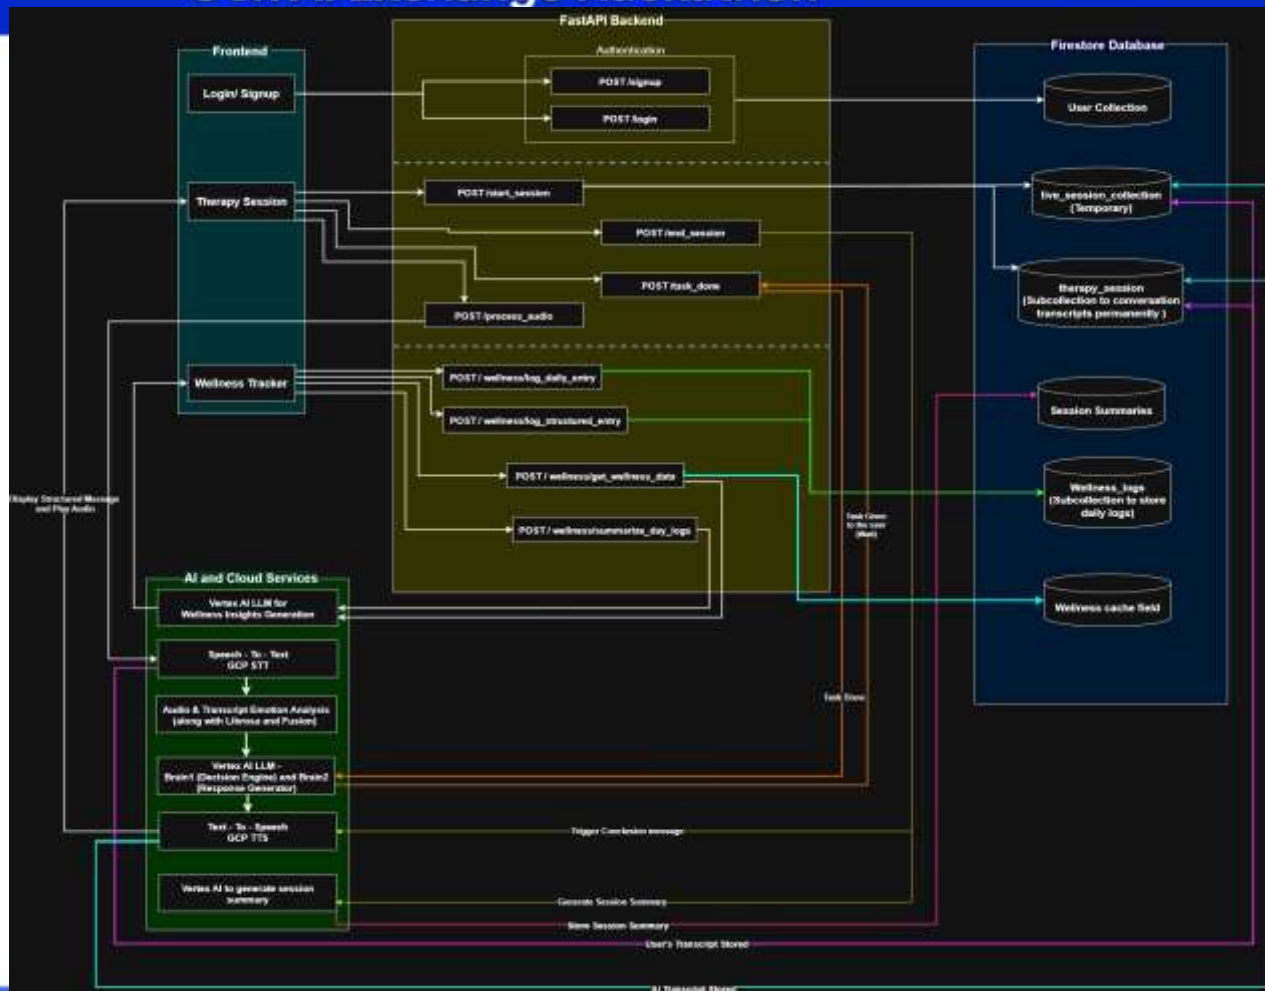 FastAPI Backend
Frontend
Authentication
Firestore Database
Login/ Signup
POST /signup
POST /login
User Collection
Therapy Session
POST /start_session
live_session_collection
(Temporary)
POST /end_session
POST /task_done
therapy_session
(Subcollection to conversation
transcripts permanently )
POST /process_audio
Wellness Tracker
POST / wellness/log_daily_entry
POST / wellness/log_structured_entry
Session Summaries
POST / wellness/get_wellness_data
Wellness_logs
(Subcollection to store
daily logs)
Display Structured Message
and Play Audio
POST / wellness/summarize_day_logs
Task Given
to the user
(Wait)
AI and Cloud Services
Vertex AI LLM for
Wellness Insights Generation
Wellness cache field
Speech - To - Text
GCP STT
Audio & Transcript Emotion Analysis
(along with Librosa and Fusion)
Task Done
Vertex AI LLM -
Brain1 (Decision Engine) and Brain2
(Response Generator)
Text - To - Speech
GCP TTS
Trigger Conclusion message
Vertex AI to generate session
summary
Generate Session Summary
Store Session Summary
User's Transcript Stored
AI Transcript Stored